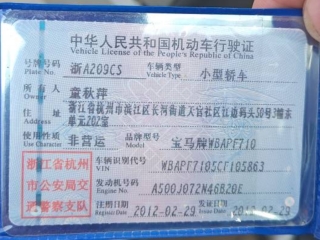 中华人民共和国机动车行驶证
Vehicle License of the People's Republic of China
号牌号码 浙A209CS 车辆类型 小型轿车
Plate No. Vehicle Type
所有人 童秋萍
Owner
住址 浙江省杭州市滨江区长河街道天官社区江边码头50号3幢东
单元202室
Address
使用性质 非营运 品牌型号 宝马牌WBAPF710
Use Character Model
浙江省杭州
市公安局交
通警察支队
车辆识别代号 WBAPF7105CF105863
VIN
发动机号码 A500J072N46B20E
Engine No.
注册日期 2012-02-29 发证日期 2012-02-29
Register Date Issue Date